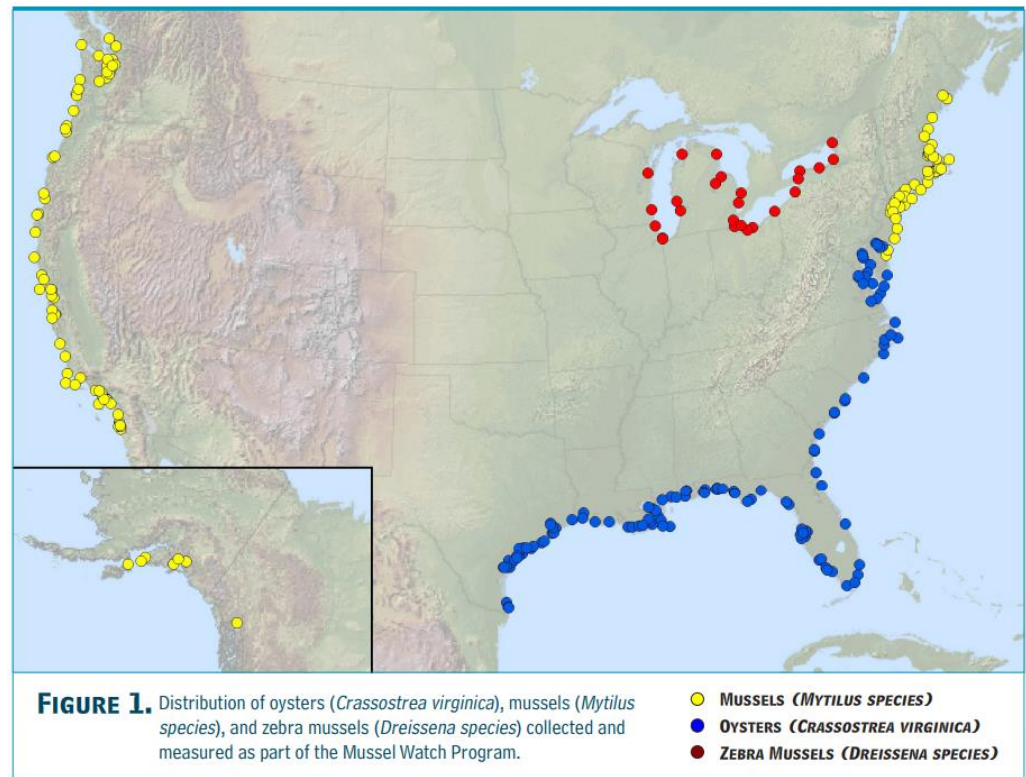 FIGURE 1. Distribution of oysters (Crassostrea virginica), mussels (Mytilus
species), and zebra mussels (Dreissena species) collected and
measured as part of the Mussel Watch Program.
MUSSELS (MYTILUS SPECIES)
OYSTERS (CRASSOSTREA VIRGINICA)
ZEBRA MUSSELS (DREISSENA SPECIES)